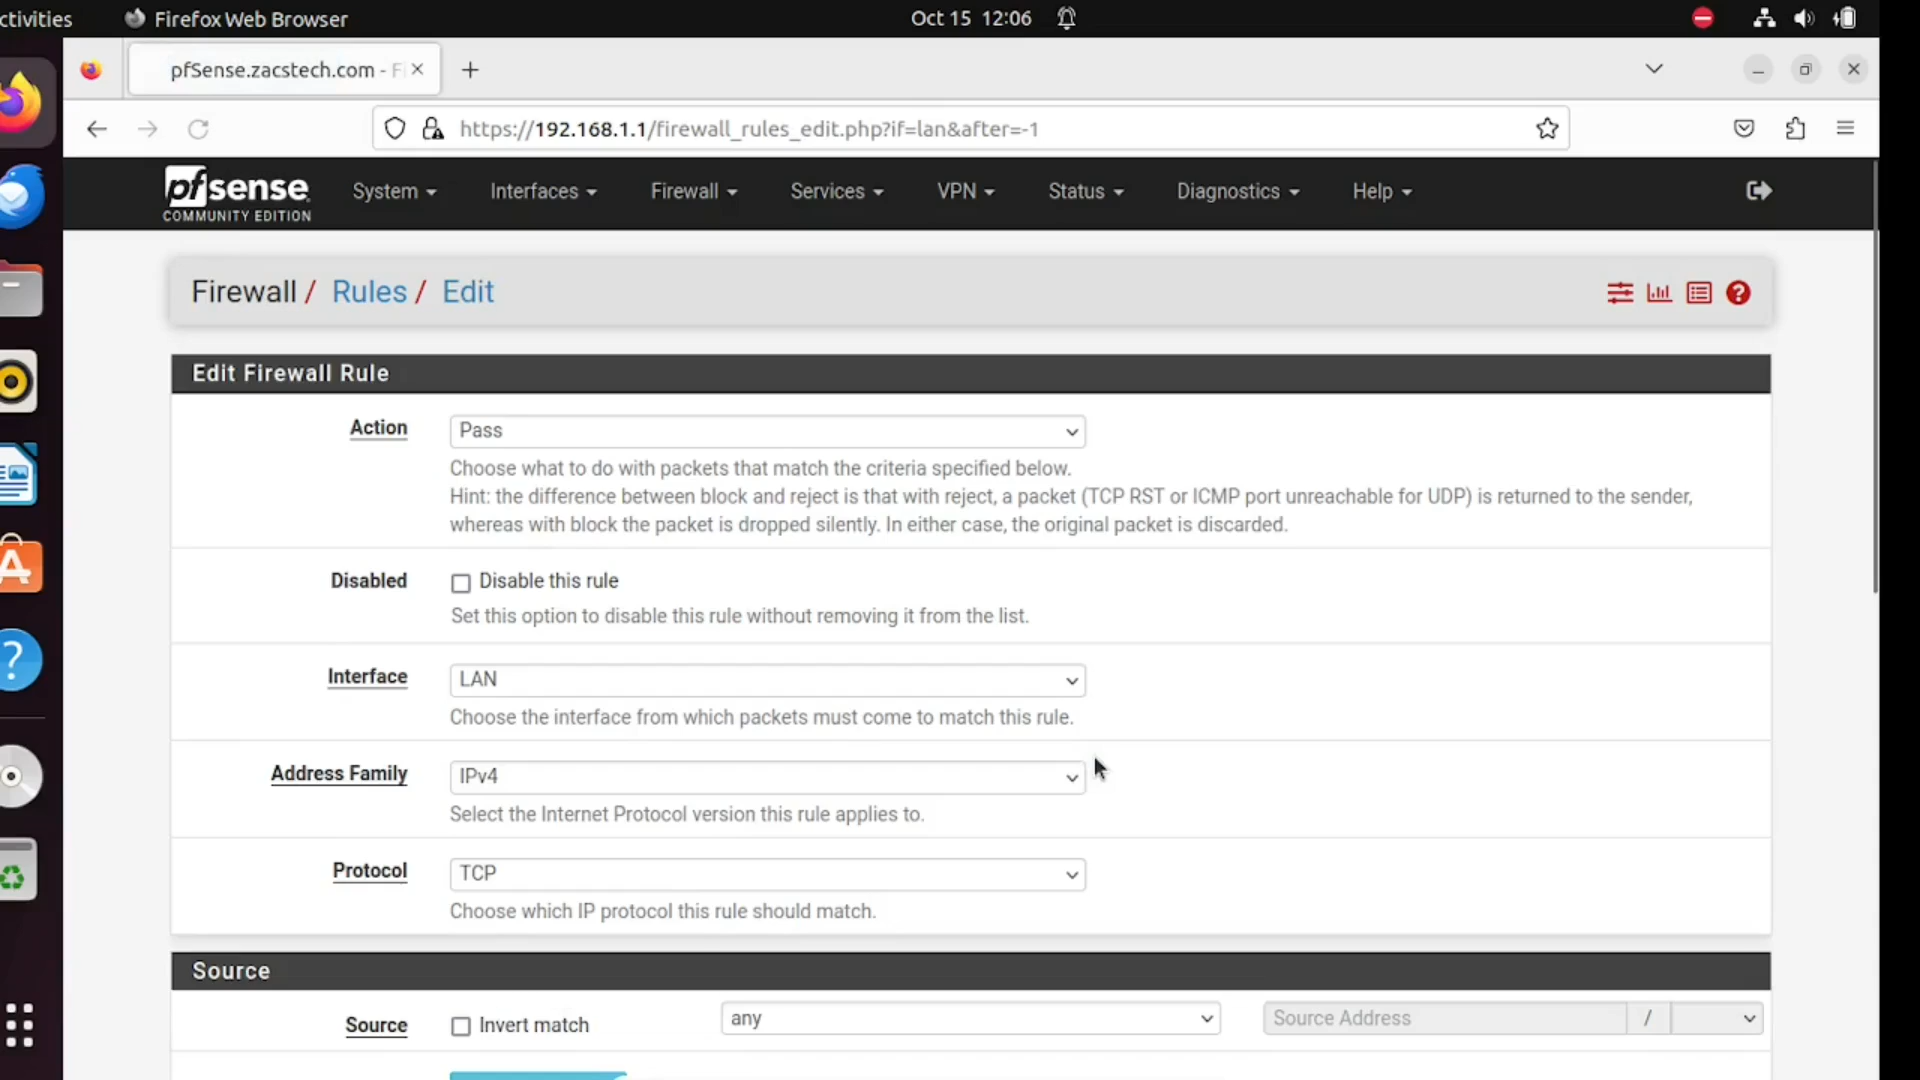 ctivities
Firefox Web Browser
Oct 15 12:06
pfSense.zacstech.com - Fi
https://192.168.1.1/firewall_rules_edit.php?if=lan&after=-1
pfsense
COMMUNITY EDITION
System
Interfaces
Firewall
Services
VPN
Status
Diagnostics
Help
Firewall / Rules / Edit
Edit Firewall Rule
Action
Pass
Choose what to do with packets that match the criteria specified below.
Hint: the difference between block and reject is that with reject, a packet (TCP RST or ICMP port unreachable for UDP) is returned to the sender,
whereas with block the packet is dropped silently. In either case, the original packet is discarded.
Disabled
Disable this rule
Set this option to disable this rule without removing it from the list.
Interface
LAN
Choose the interface from which packets must come to match this rule.
Address Family
IPv4
Select the Internet Protocol version this rule applies to.
Protocol
TCP
Choose which IP protocol this rule should match.
Source
Source
Invert match
any
Source Address
/